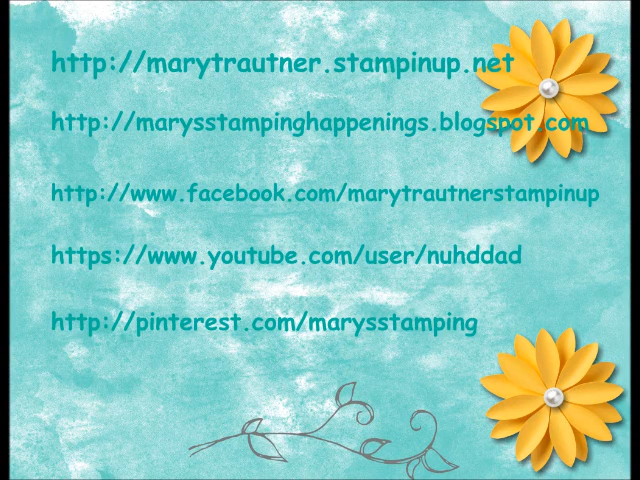 http://marytrautner.stampinup.net
http://marysstampinghappenings.blogspot.com
http://www.facebook.com/marytrautnerstampinup
https://www.youtube.com/user/nuhddad
http://pinterest.com/marysstamping